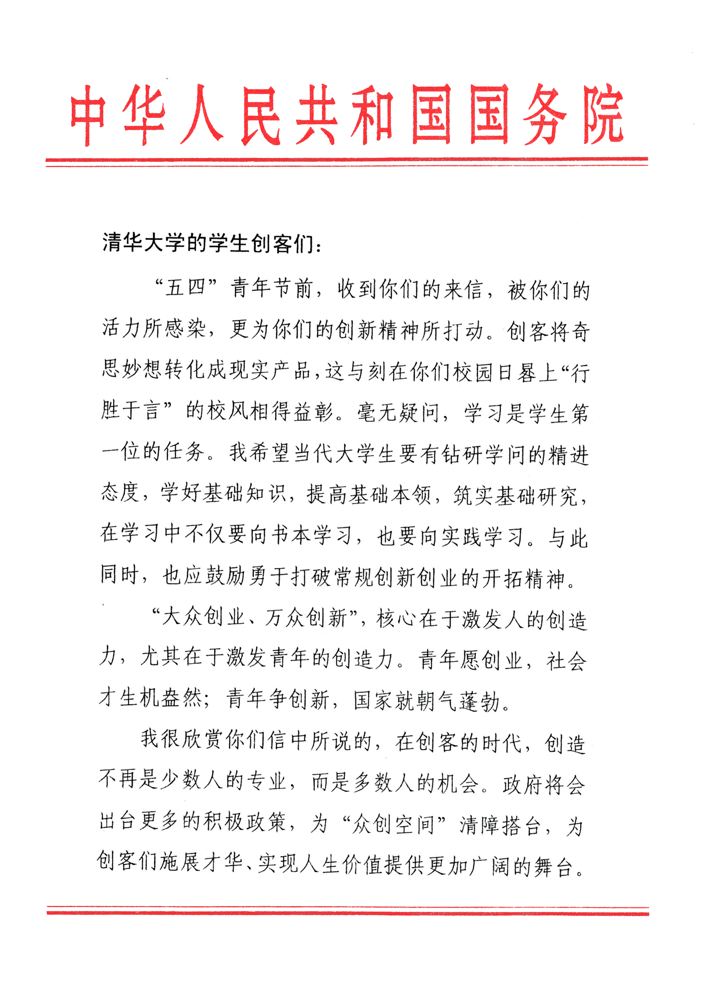 中华人民共和国国务院
清华大学的学生创客们：
“五四”青年节前，收到你们的来信，被你们的
活力所感染，更为你们的创新精神所打动。创客将奇
思妙想转化成现实产品，这与刻在你们校园日晷上“行
胜于言”的校风相得益彰。毫无疑问，学习是学生第
一位的任务。我希望当代大学生要有钻研学问的精进
态度，学好基础知识，提高基础本领，筑实基础研究，
在学习中不仅要向书本学习，也要向实践学习。与此
同时，也应鼓励勇于打破常规创新创业的开拓精神。
“大众创业、万众创新”，核心在于激发人的创造
力，尤其在于激发青年的创造力。青年愿创业，社会
才生机盎然；青年争创新，国家就朝气蓬勃。
我很欣赏你们信中所说的，在创客的时代，创造
不再是少数人的专业，而是多数人的机会。政府将会
出台更多的积极政策，为“众创空间”清障搭台，为
创客们施展才华、实现人生价值提供更加广阔的舞台。